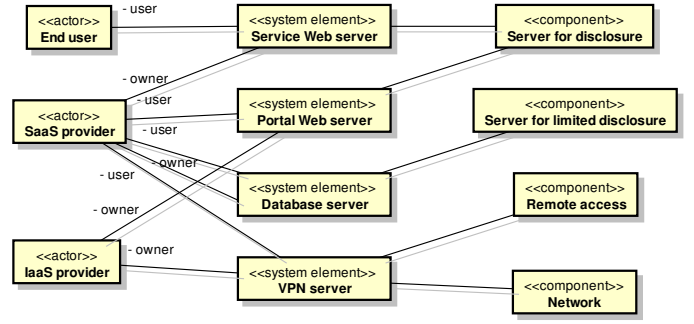 - user
<<actor>>
End user
<<system element>>
Service Web server
<<component>>
Server for disclosure
- owner
- user
<<actor>>
SaaS provider
<<system element>>
Portal Web server
<<component>>
Server for limited disclosure
- user
- owner
- user
<<system element>>
Database server
<<component>>
Remote access
- owner
- owner
<<actor>>
IaaS provider
<<system element>>
VPN server
<<component>>
Network